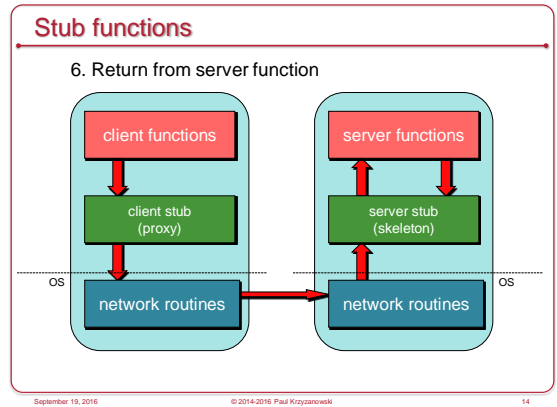 Stub functions
6. Return from server function
client functions
server functions
client stub
(proxy)
server stub
(skeleton)
OS
OS
network routines
network routines
September 19, 2016
© 2014-2016 Paul Krzyzanowski
14